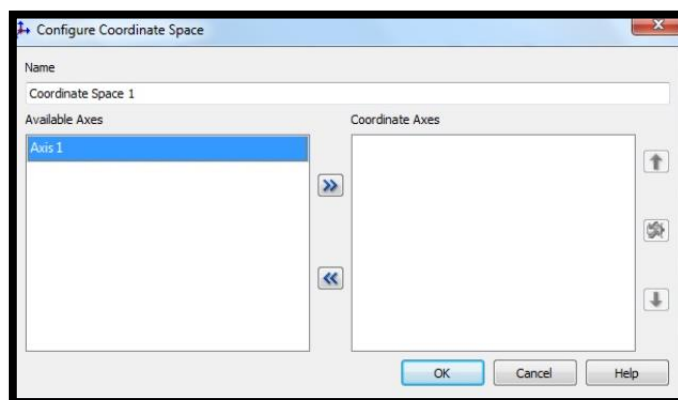 Configure Coordinate Space
Name
Coordinate Space 1
Available Axes
Coordinate Axes
Axis 1
OK
Cancel
Help